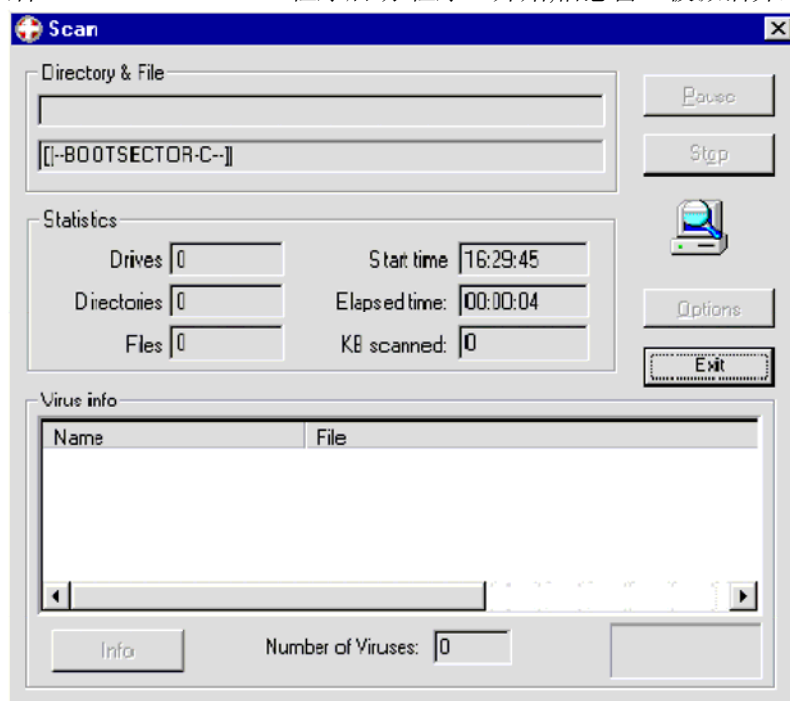 Scan
Directory & File
Pause
[[--BOOTSECTOR-C--]]
Stop
Statistics
Drives 0 Start time 16:29:45
Directories 0 Elapsed time: 00:00:04
Files 0 KB scanned: 0
Options
Exit
Virus info
Name File
Info Number of Viruses: 0